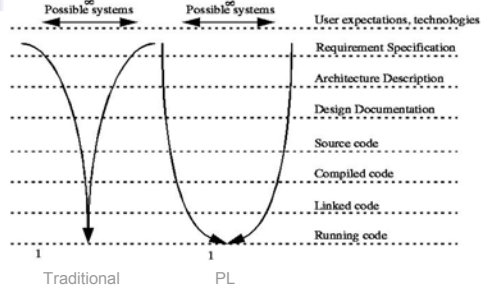 ∞ ∞
Possible systems Possible systems
User expectations, technologies
Requirement Specification
Architecture Description
Design Documentation
Source code
Compiled code
Linked code
Running code
1 1
Traditional PL